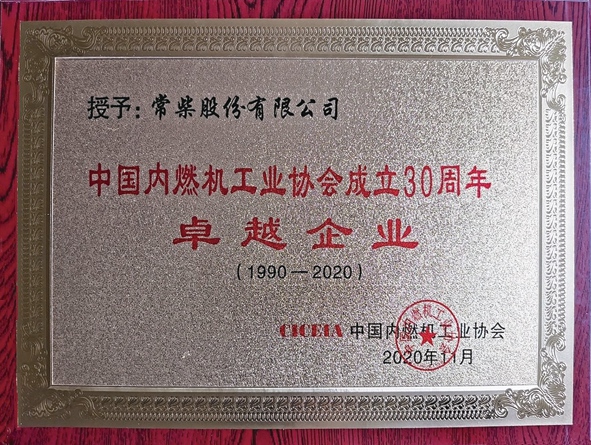 授予：常柴股份有限公司
中国内燃机工业协会成立30周年
卓越企业
（1990—2020）
CICEIA 中国内燃机工业协会
2020年11月